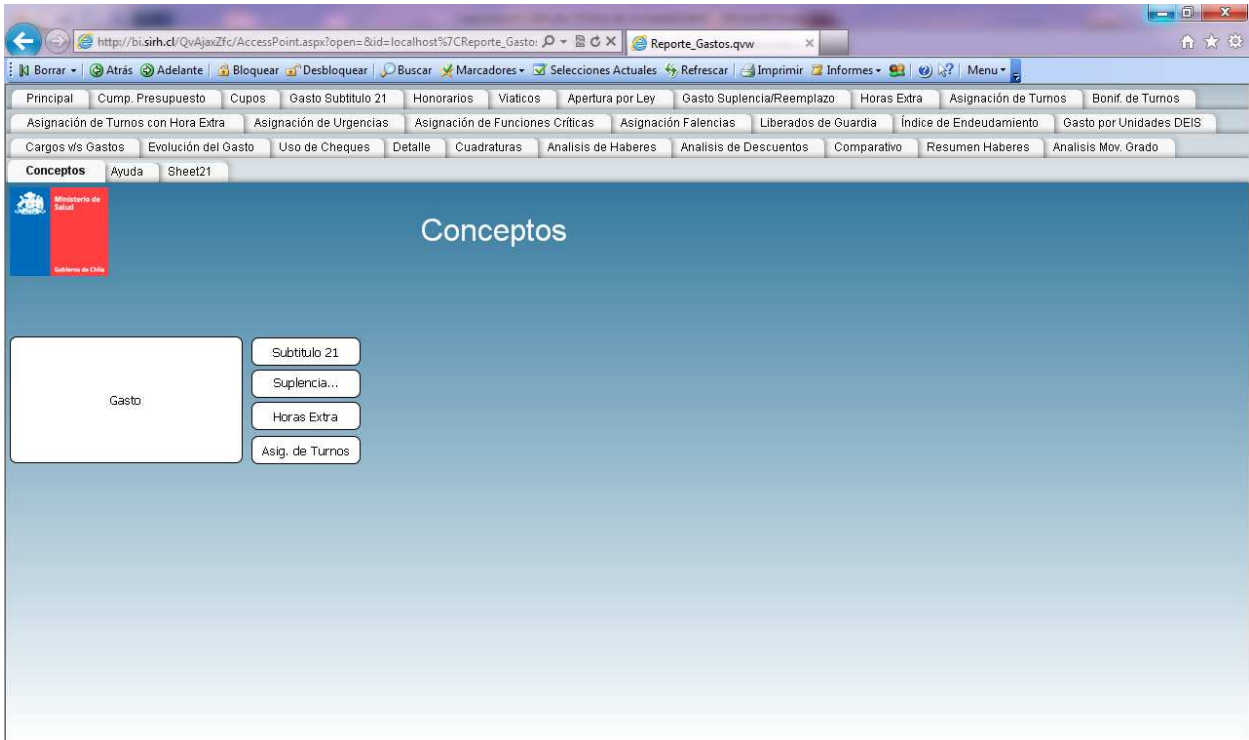 http://bi.sirh.cl/QvAjaxZfc/AccessPoint.aspx?open=&id=localhost%7CReporte_Gasto: Reporte_Gastos.qvw
Borrar Atrás Adelante Bloquear Desbloquear Buscar Marcadores Selecciones Actuales Refrescar Imprimir Informes Menu
Principal Cump. Presupuesto Cupos Gasto Subtitulo 21 Honorarios Viaticos Apertura por Ley Gasto Suplencia/Reemplazo Horas Extra Asignación de Turnos Bonif. de Turnos
Asignación de Turnos con Hora Extra Asignación de Urgencias Asignación de Funciones Críticas Asignación Falencias Liberados de Guardia Índice de Endeudamiento Gasto por Unidades DEIS
Cargos v/s Gastos Evolución del Gasto Uso de Cheques Detalle Cuadraturas Analisis de Haberes Analisis de Descuentos Comparativo Resumen Haberes Analisis Mov. Grado
Conceptos Ayuda Sheet21
Ministerio de
Salud
Gobierno de Chile
Conceptos
Subtitulo 21
Suplencia...
Gasto
Horas Extra
Asig. de Turnos